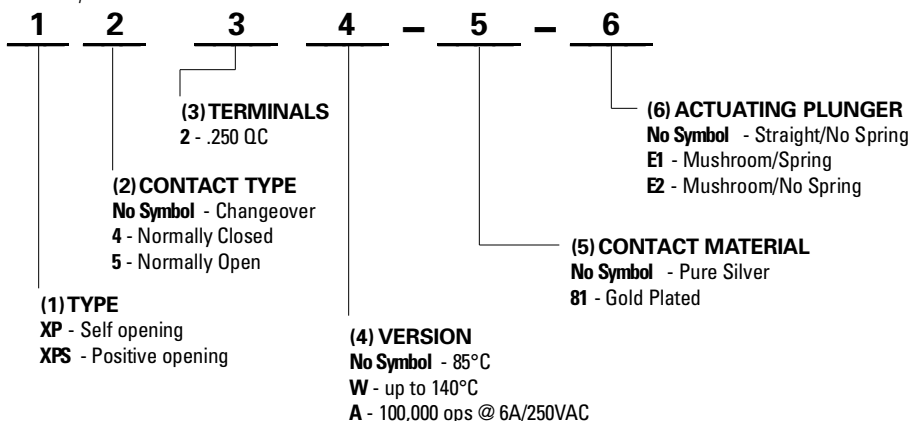 1 2 3 4 – 5 – 6
(3) TERMINALS
2 - .250 QC
(6) ACTUATING PLUNGER
No Symbol - Straight/No Spring
E1 - Mushroom/Spring
E2 - Mushroom/No Spring
(2) CONTACT TYPE
No Symbol - Changeover
4 - Normally Closed
5 - Normally Open
(5) CONTACT MATERIAL
No Symbol - Pure Silver
81 - Gold Plated
(1) TYPE
XP - Self opening
XPS - Positive opening
(4) VERSION
No Symbol - 85°C
W - up to 140°C
A - 100,000 ops @ 6A/250VAC